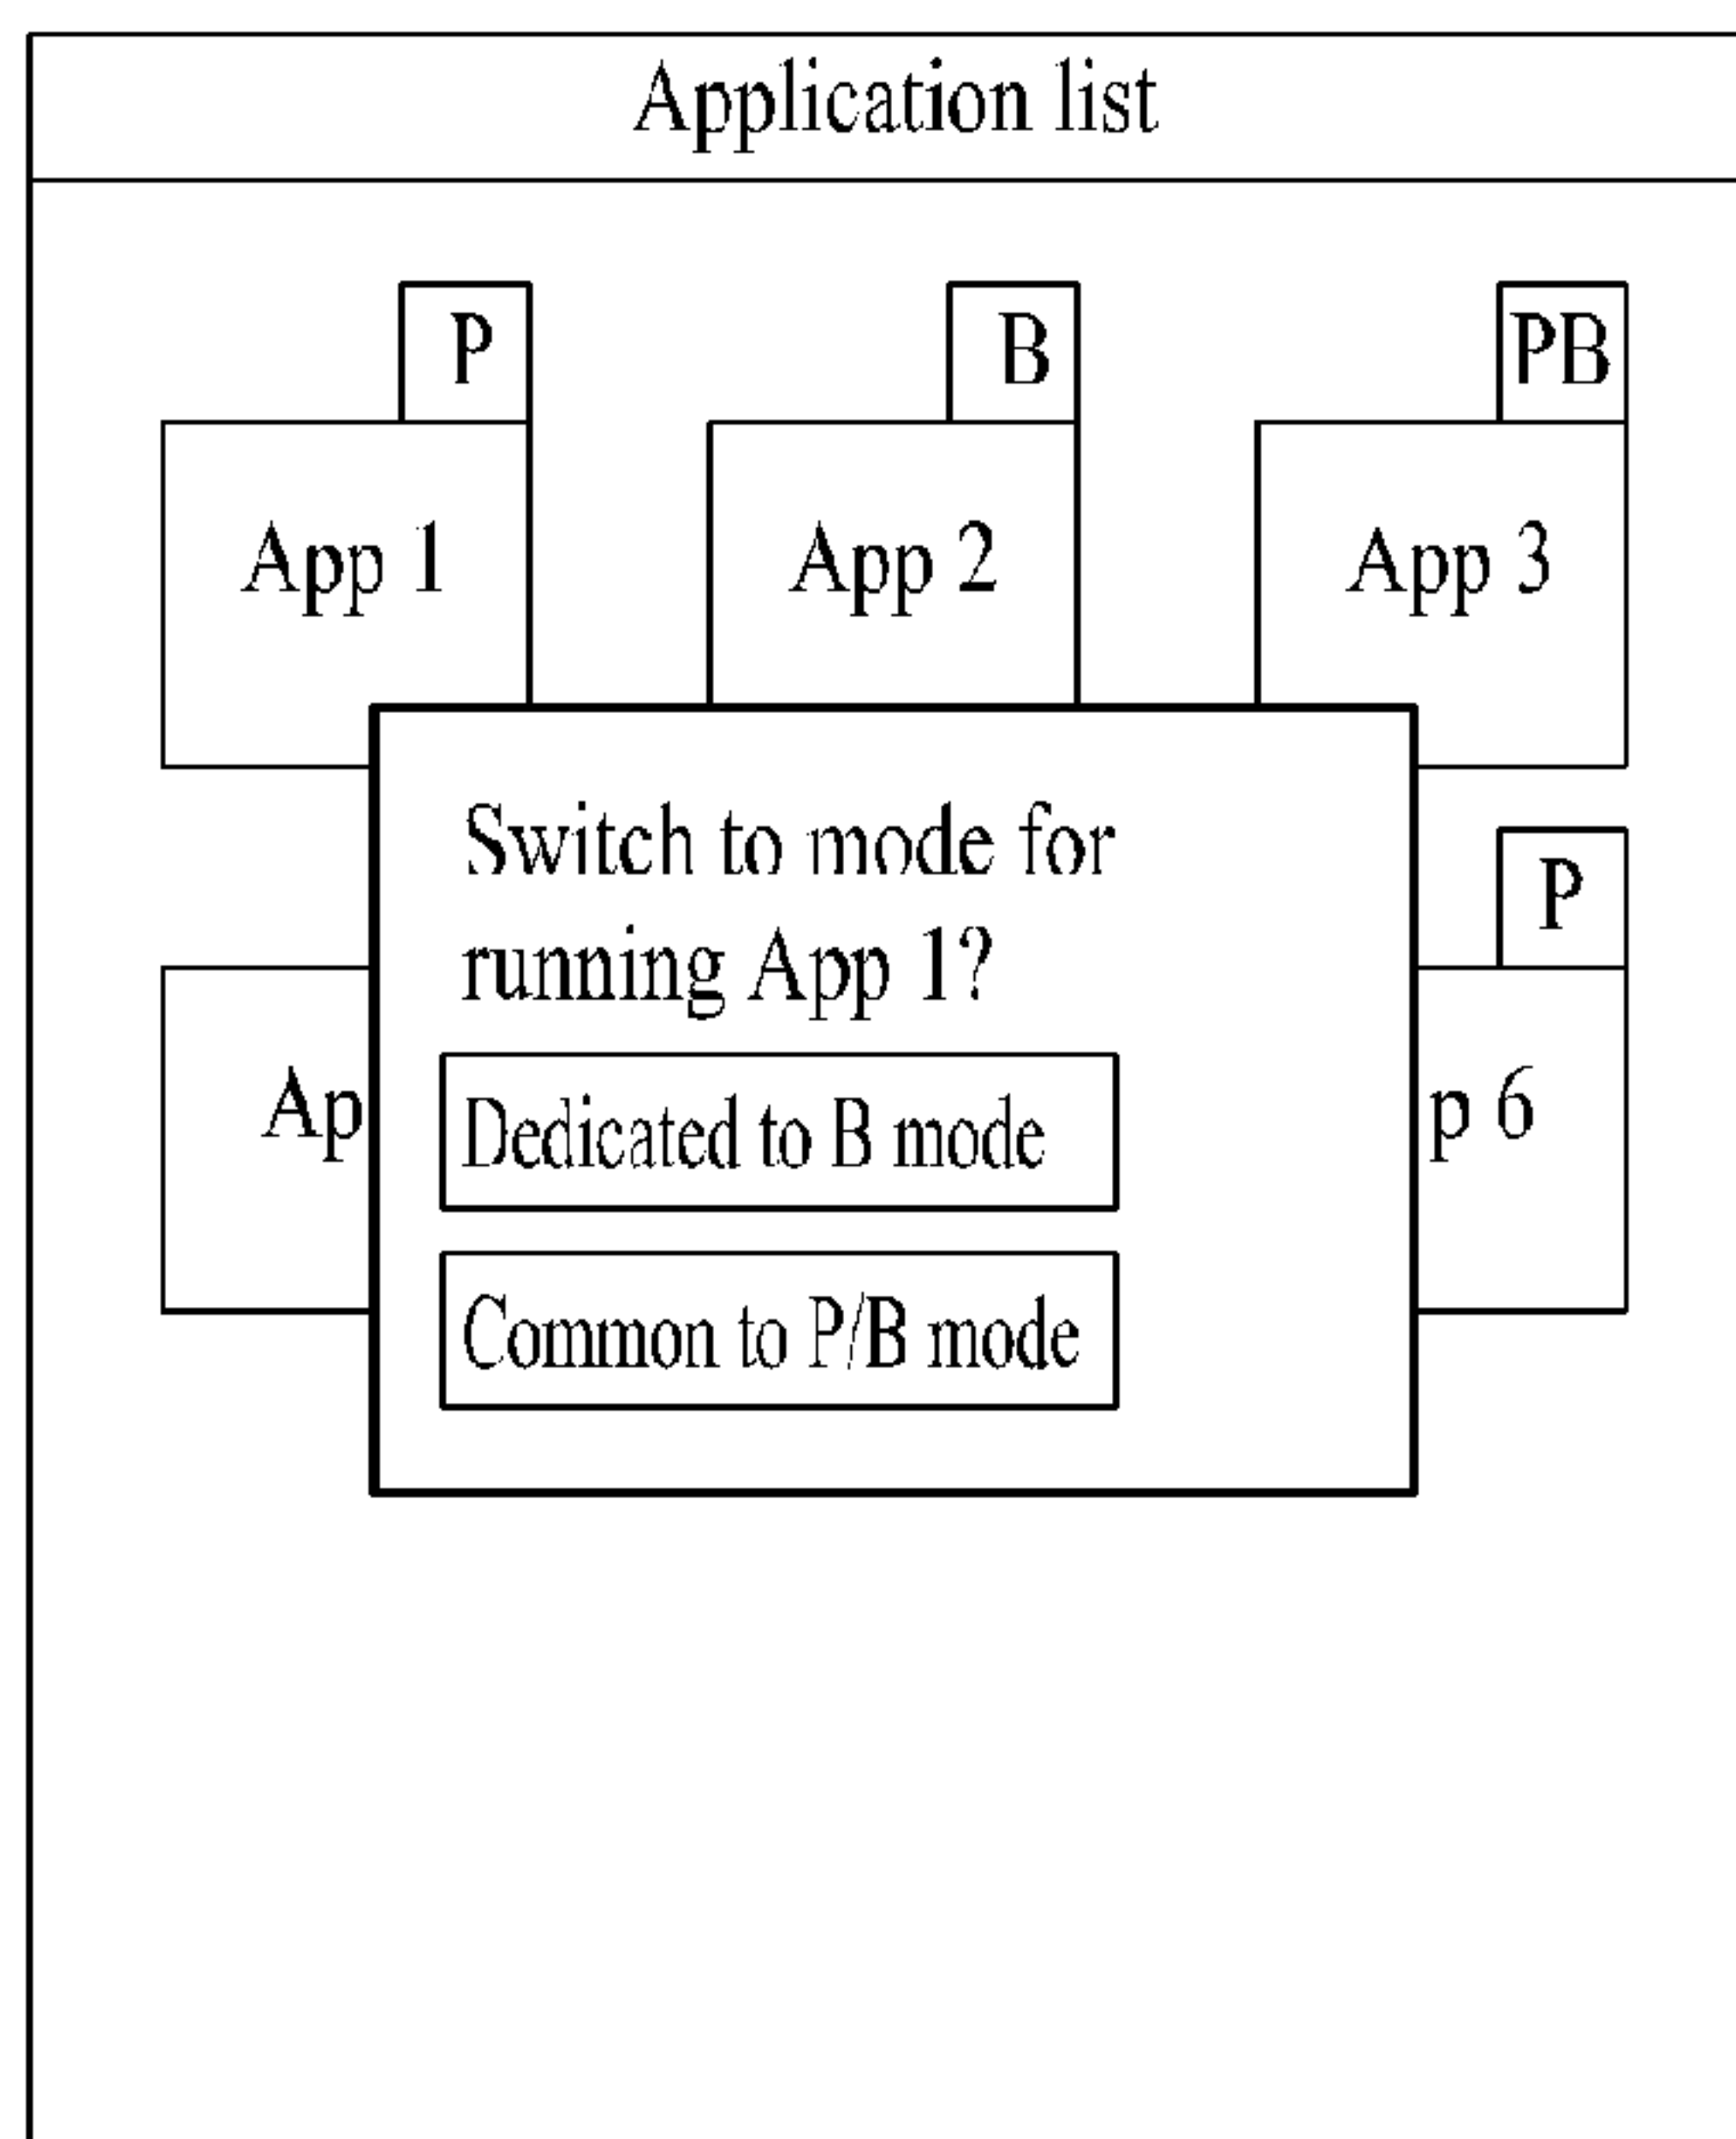 Application list
P
B
PB
App 1
App 2
App 3
Switch to mode for
running App 1?
P
Ap
p 6
Dedicated to B mode
Common to P/B mode